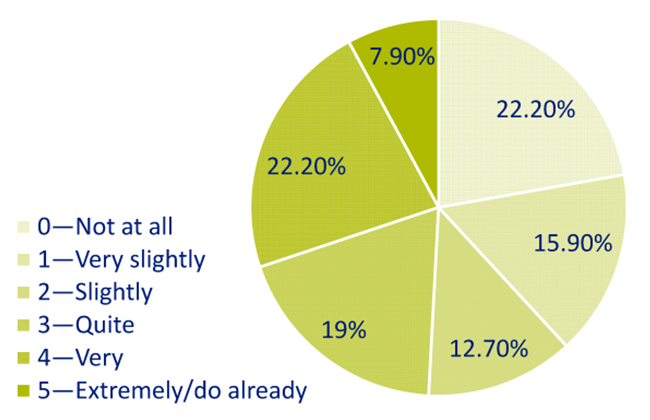 7.90%
22.20%
22.20%
15.90%
19%
12.70%
0—Not at all
1—Very slightly
2—Slightly
3—Quite
4—Very
5—Extremely/do already